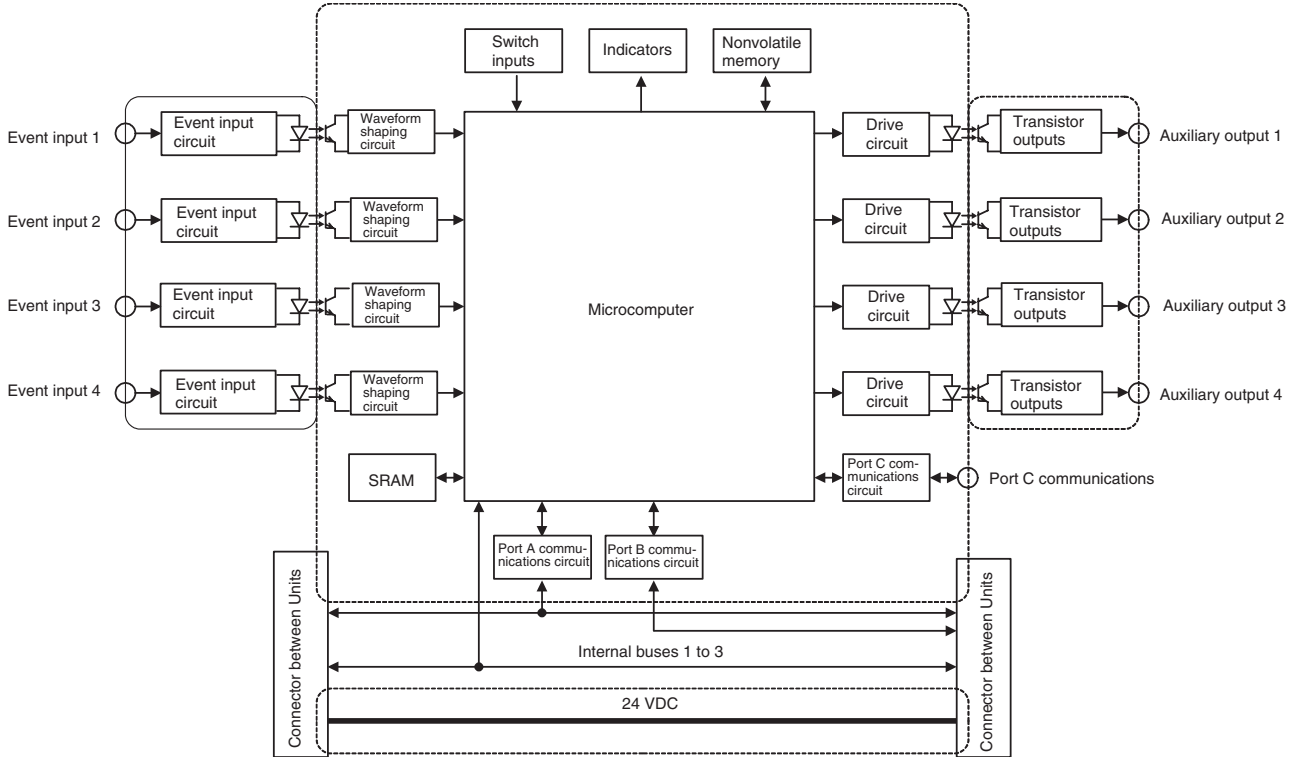 Switch
inputs
Indicators
Nonvolatile
memory
Event input 1
Event input
circuit
Waveform
shaping
circuit
Drive
circuit
Transistor
outputs
Auxiliary output 1
Event input 2
Event input
circuit
Waveform
shaping
circuit
Drive
circuit
Transistor
outputs
Auxiliary output 2
Event input 3
Event input
circuit
Waveform
shaping
circuit
Microcomputer
Drive
circuit
Transistor
outputs
Auxiliary output 3
Event input 4
Event input
circuit
Waveform
shaping
circuit
Drive
circuit
Transistor
outputs
Auxiliary output 4
SRAM
Port C com-
munications
circuit
Port C communications
Port A commu-
nications circuit
Port B commu-
nications circuit
Connector between Units
Internal buses 1 to 3
24 VDC
Connector between Units